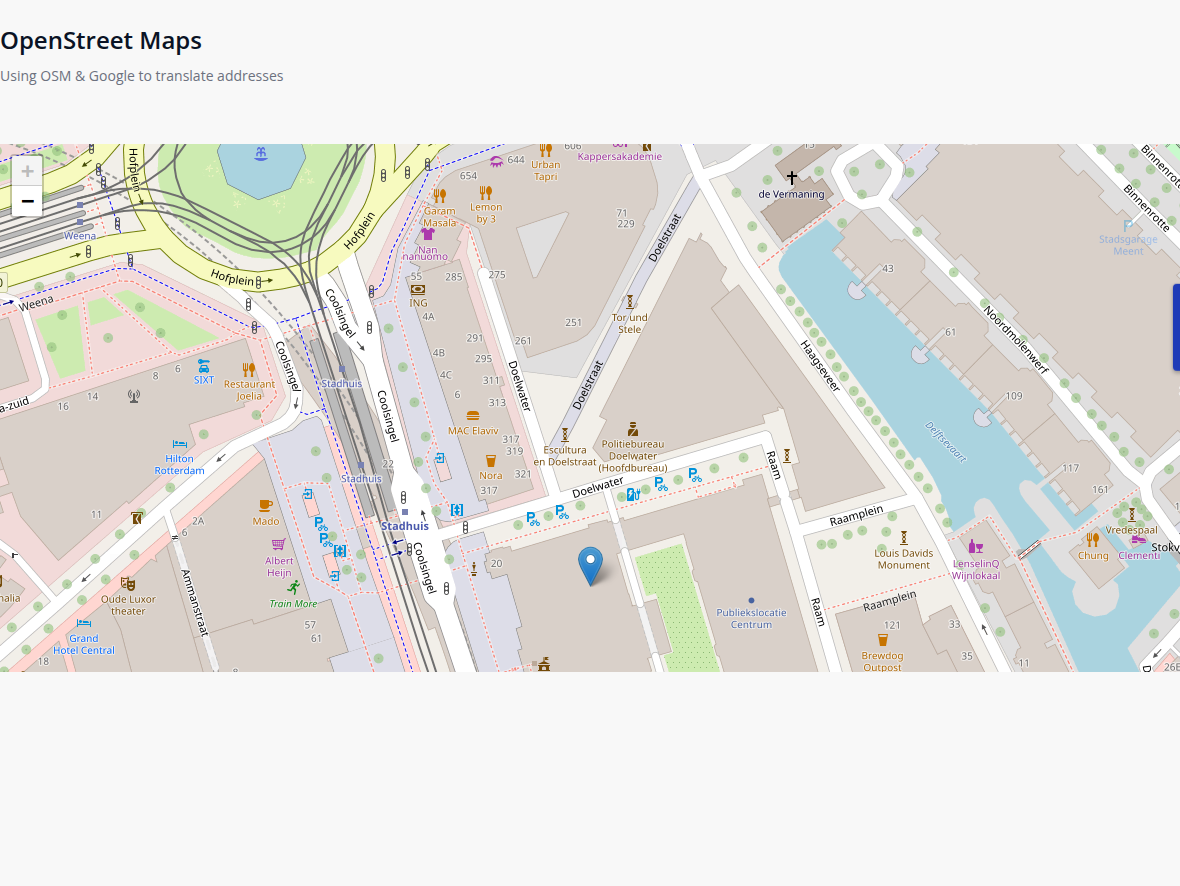 OpenStreet Maps
Using OSM & Google to translate addresses
+
−
Hofplein
Weena
Hofplein
Hofplein
Weena
644
606
Urban
Tapri
Kappersakademie
654
Garam
Masala
Lemon
by 3
Nan
nanuomo
71
229
Doelstraat
de Vermaning
Binnenrotte
Binnenrotte
Stadsgarage
Meent
55
ING
285
275
4A
Coolsingel
43
Tor und
Stele
251
61
Noordmolenwerf
291
261
4B
295
4C
311
6
313
Doelwater
Doelstraat
Haagseveer
109
6
SIXT
8
Restaurant
Joelia
14
16
a-zuid
Coolsingel
Stadhuis
Coolsingel
MAC Elaviv
317
319
321
Nora
317
Escultura
en Doelstraat
Politiebureau
Doelwater
(Hoofdbureau)
Delftsevaart
Hilton
Rotterdam
Stadhuis
22
Doelwater
Raam
117
161
11
2A
6
Mado
Stadhuis
Raamplein
Vredespaal
Albert
Heijn
Coolsingel
20
Louis Davids
Monument
LenselinQ
Wijnlokaal
Chung
Clementi
Stokv
nalia
Oude Luxor
theater
Ammanstraat
Train More
Publiekslocatie
Centrum
Raam
Raamplein
57
61
Grand
Hotel Central
18
121
33
Brewdog
Outpost
35
11
26E